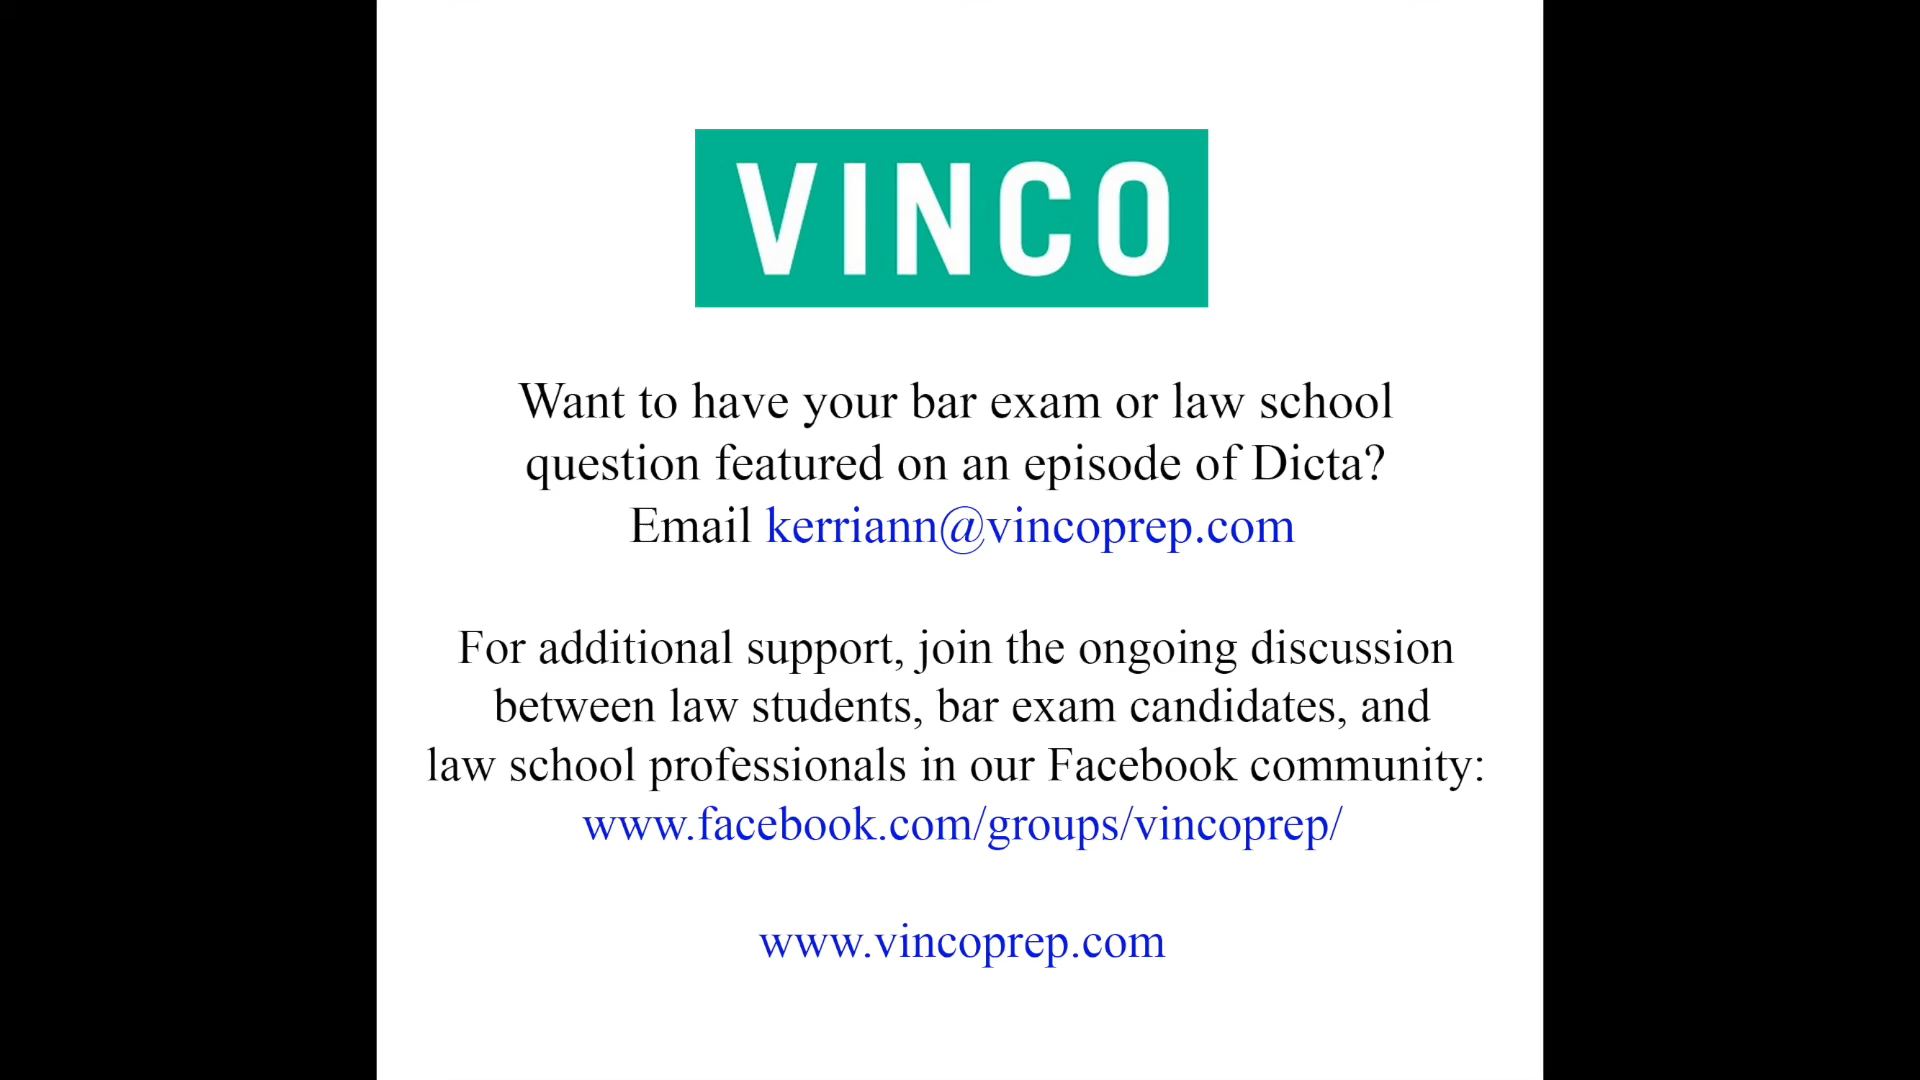 VINCO
Want to have your bar exam or law school
question featured on an episode of Dicta?
Email kerriann@vincoprep.com
For additional support, join the ongoing discussion
between law students, bar exam candidates, and
law school professionals in our Facebook community:
www.facebook.com/groups/vincoprep/
www.vincoprep.com